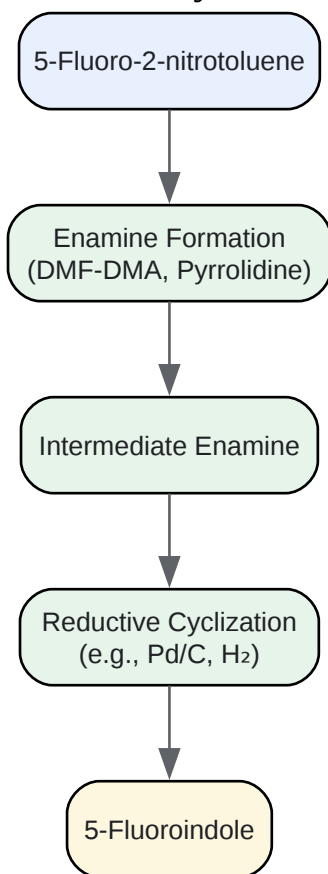 5-Fluoro-2-nitrotoluene
Enamine Formation
(DMF-DMA, Pyrrolidine)
Intermediate Enamine
Reductive Cyclization
(e.g., Pd/C, H₂)
5-Fluoroindole